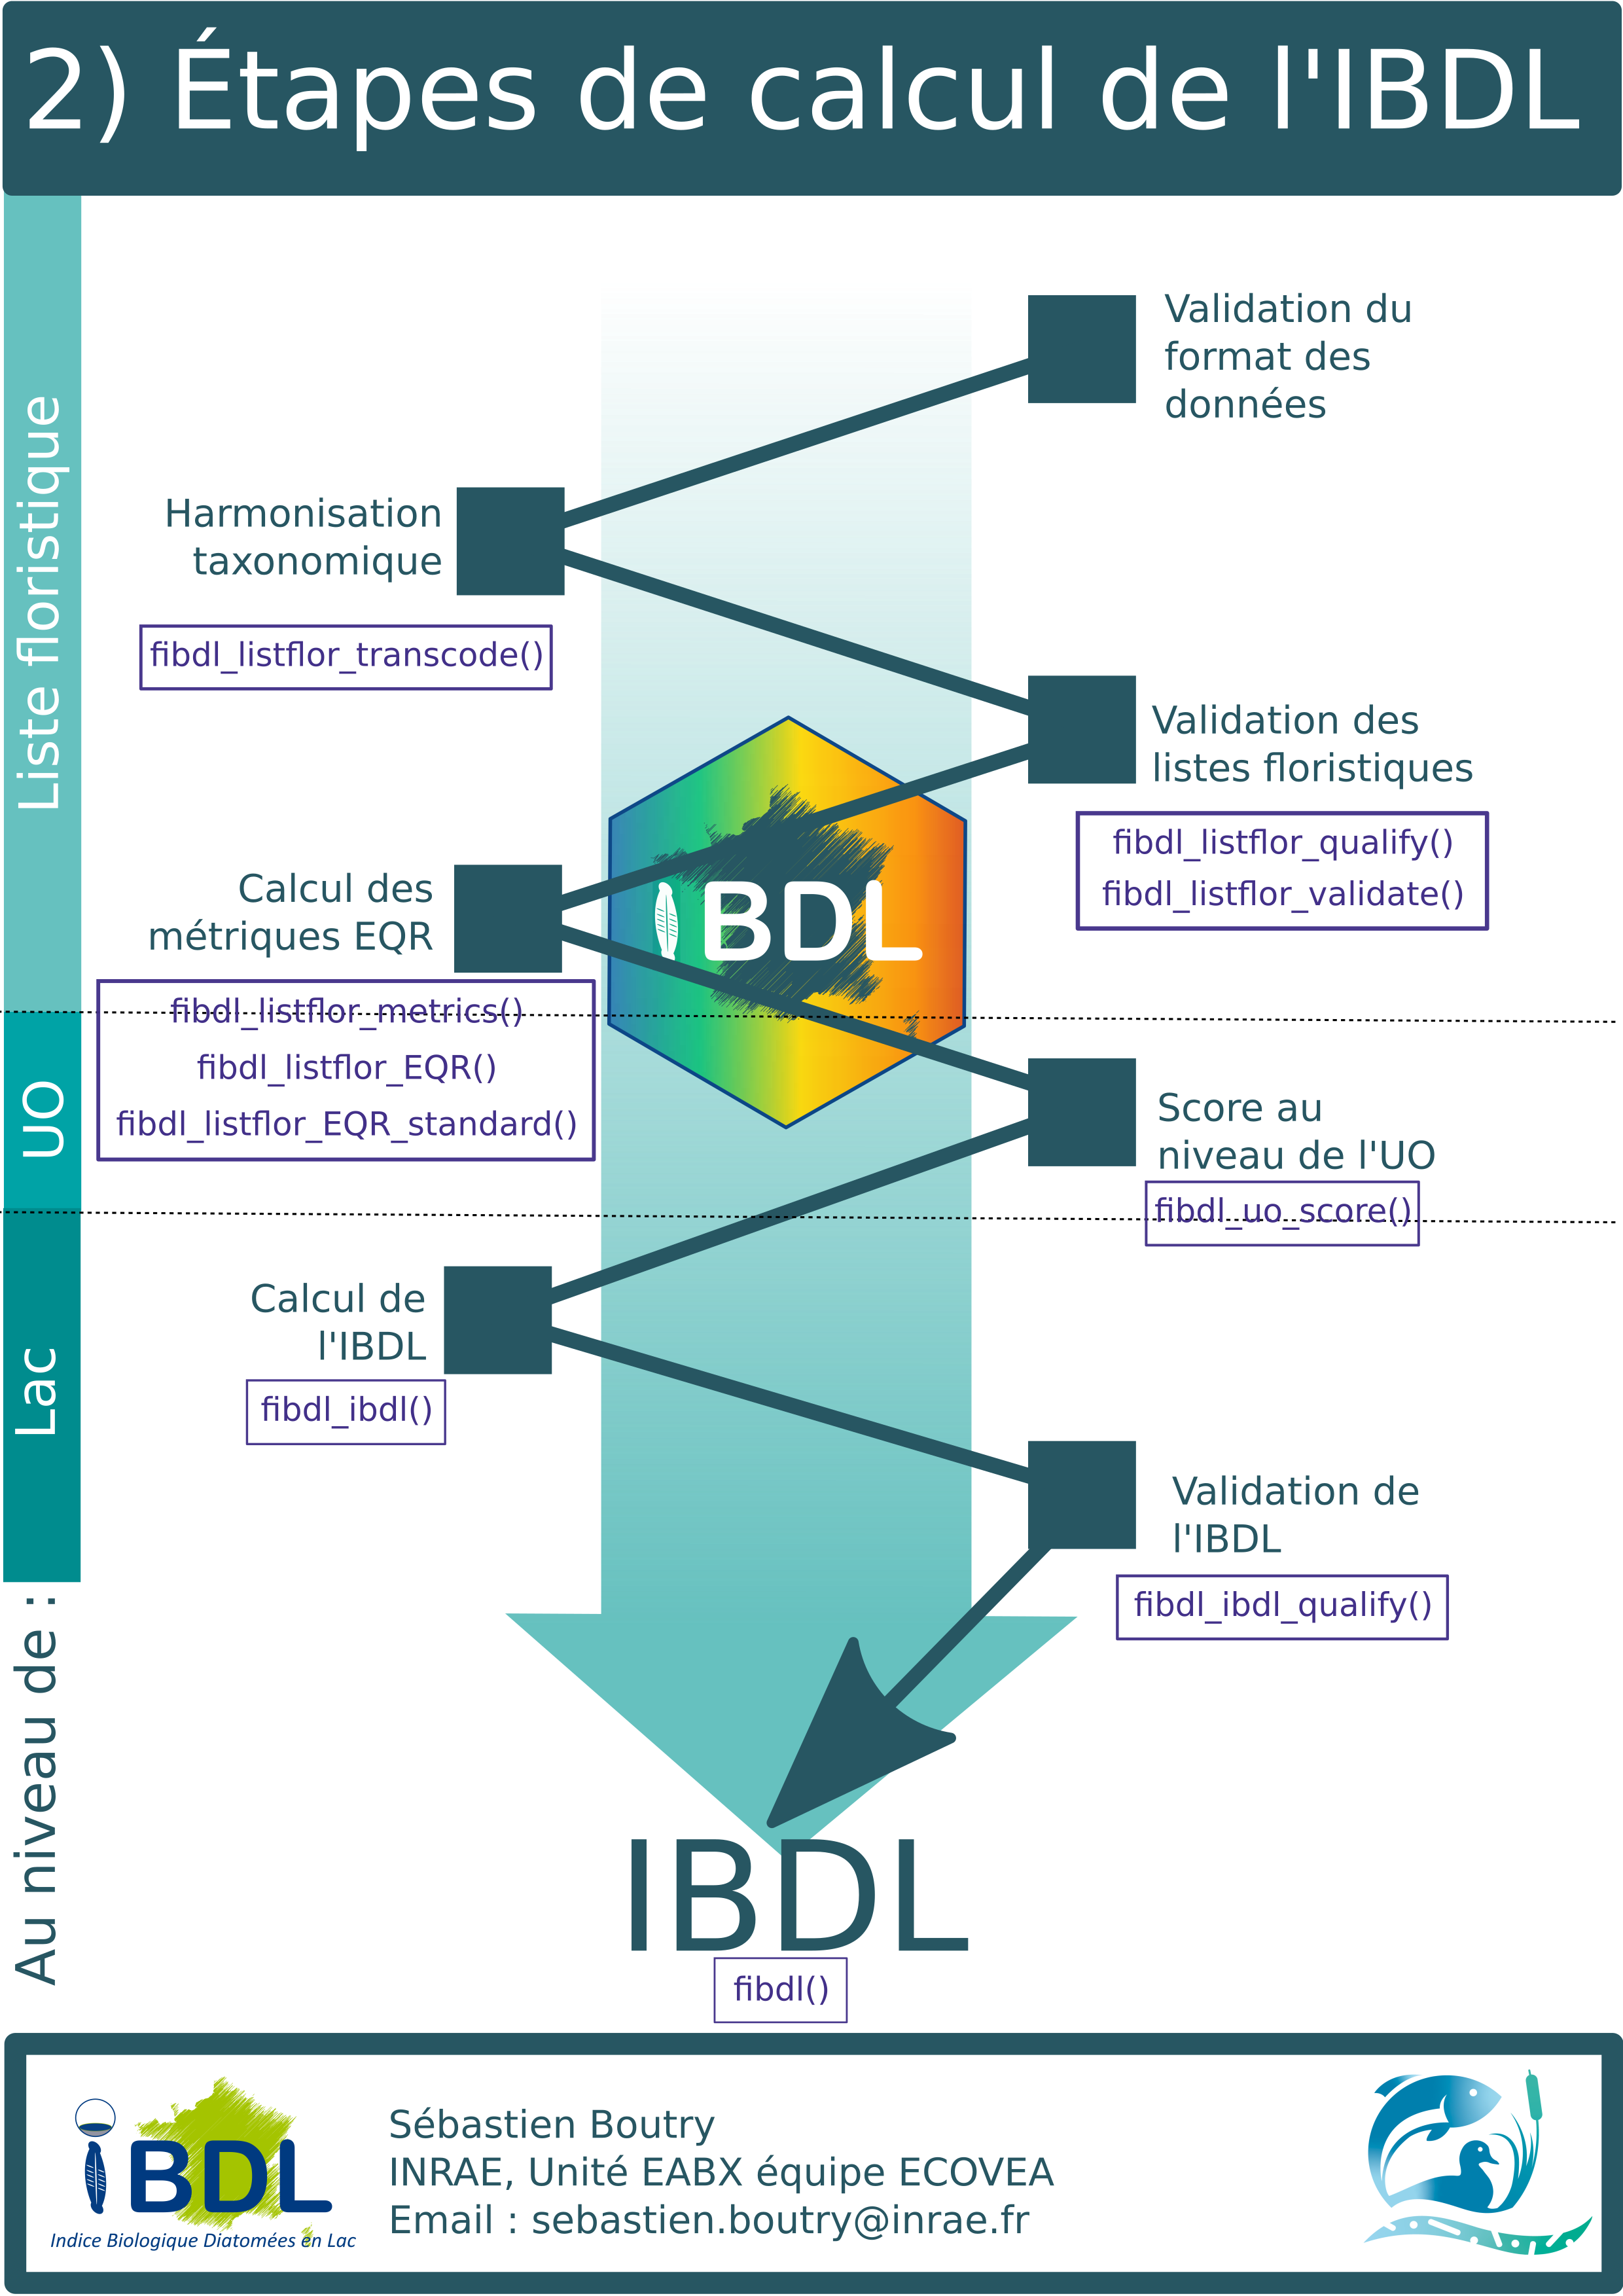 2) Étapes de calcul de l'IBDL
Liste floristique
UO
Lac
Au niveau de :
Validation du
format des
données
Harmonisation
taxonomique
fibdl_listflor_transcode()
Validation des
listes floristiques
fibdl_listflor_qualify()
fibdl_listflor_validate()
Calcul des
métriques EQR
fibdl_listflor_metrics()
fibdl_listflor_EQR()
fibdl_listflor_EQR_standard()
iBDL
Score au
niveau de l'UO
fibdl_uo_score()
Calcul de
l'IBDL
fibdl_ibdl()
Validation de
l'IBDL
fibdl_ibdl_qualify()
IBDL
fibdl()
iBDL
Indice Biologique Diatomées en Lac
Sébastien Boutry
INRAE, Unité EABX équipe ECOVEA
Email : sebastien.boutry@inrae.fr